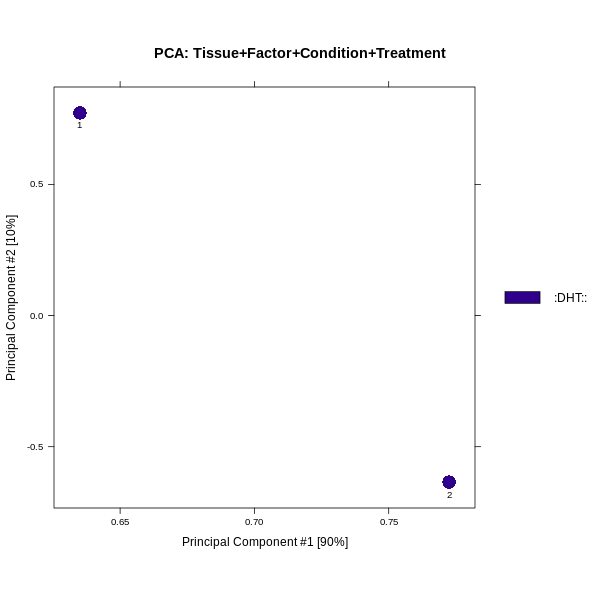 PCA: Tissue+Factor+Condition+Treatment
1
0.5
0.0
-0.5
Principal Component #2 [10%]
:DHT::
2
0.65
0.70
0.75
Principal Component #1 [90%]